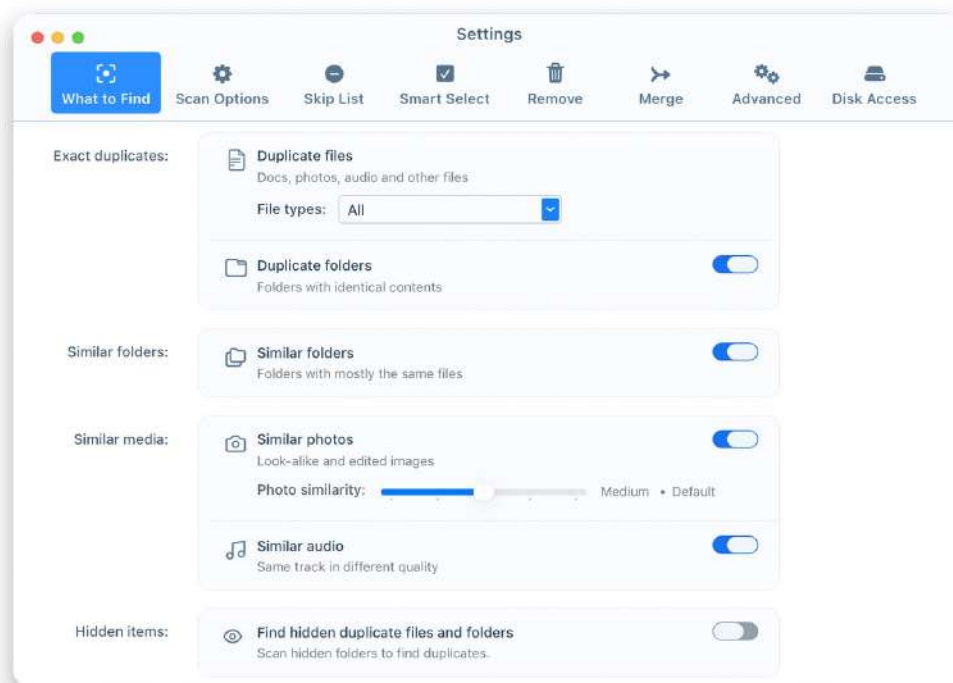 Settings
What to Find
Scan Options
Skip List
Smart Select
Remove
Merge
Advanced
Disk Access
Exact duplicates:
Duplicate files
Docs, photos, audio and other files
File types: All
Duplicate folders
Folders with identical contents
Similar folders:
Similar folders
Folders with mostly the same files
Similar media:
Similar photos
Look-alike and edited images
Photo similarity: Medium • Default
Similar audio
Same track in different quality
Hidden items:
Find hidden duplicate files and folders
Scan hidden folders to find duplicates.